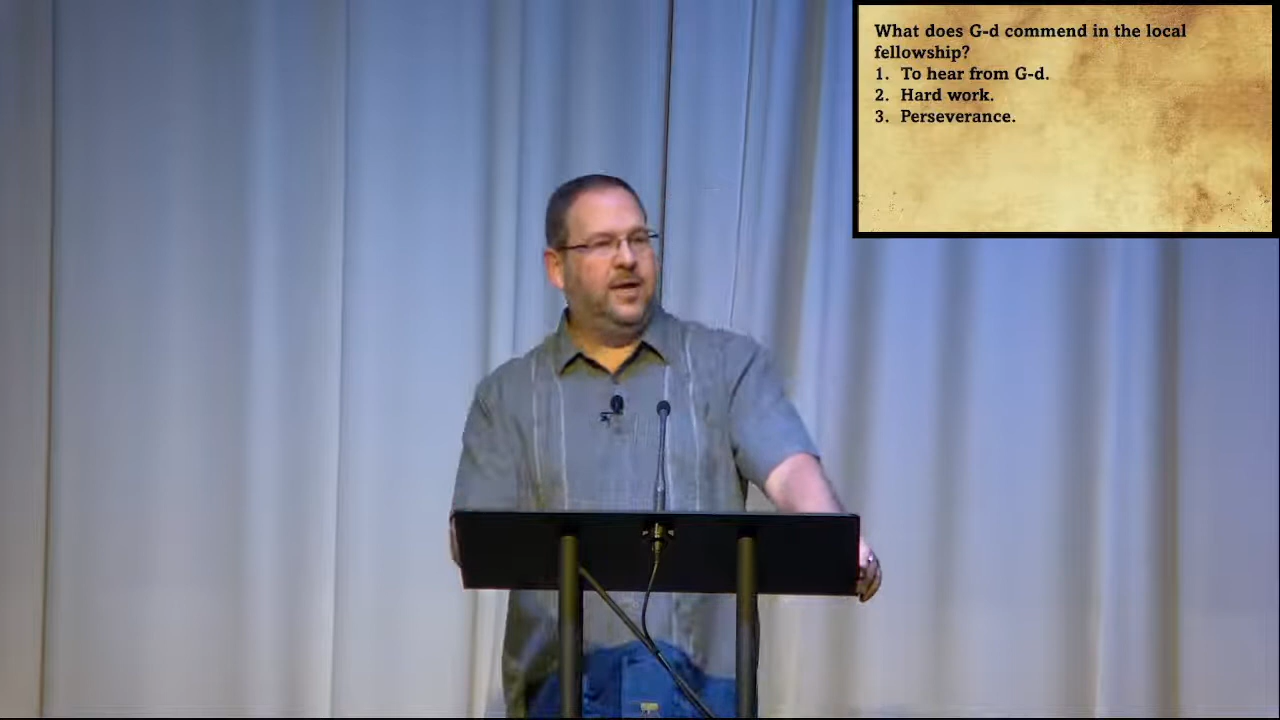 What does G-d commend in the local
fellowship?
1. To hear from G-d.
2. Hard work.
3. Perseverance.